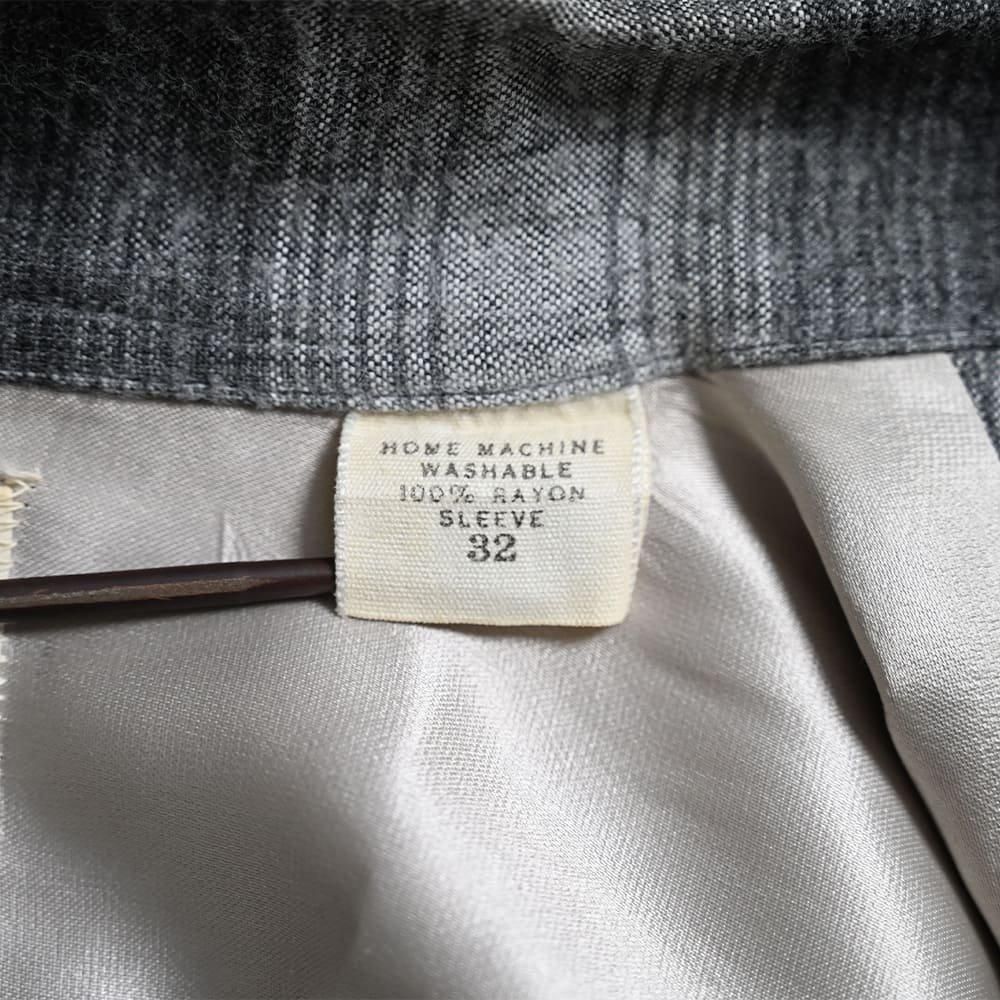 HOME MACHINE
WASHABLE
100% RAYON
SLEEVE
32